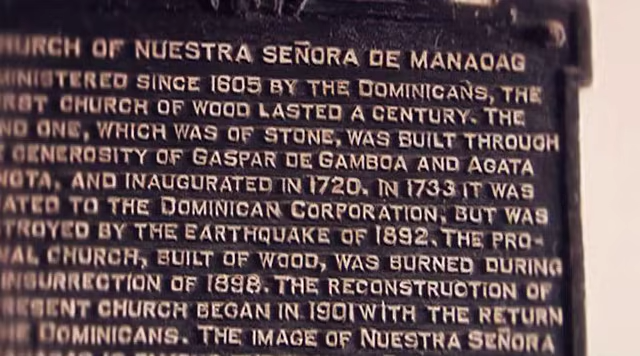 HURCH OF NUESTRA SEÑORA DE MANAOAG
MINISTERED SINCE 1605 BY THE DOMINICANS, THE
RST CHURCH OF WOOD LASTED A CENTURY. THE
ND ONE, WHICH WAS OF STONE, WAS BUILT THROUGH
GENEROSITY OF GASPAR DE GAMBOA AND AGATA
NGTA, AND INAUGURATED IN 1720. IN 1733 IT WAS
ATED TO THE DOMINICAN CORPORATION, BUT WAS
TROYED BY THE EARTHQUAKE OF 1892. THE PRO-
NAL CHURCH, BUILT OF WOOD, WAS BURNED DURING
NSURRECTION OF 1898. THE RECONSTRUCTION OF
ESENT CHURCH BEGAN IN 1901 WITH THE RETURN
DOMINICANS. THE IMAGE OF NUESTRA SEÑORA